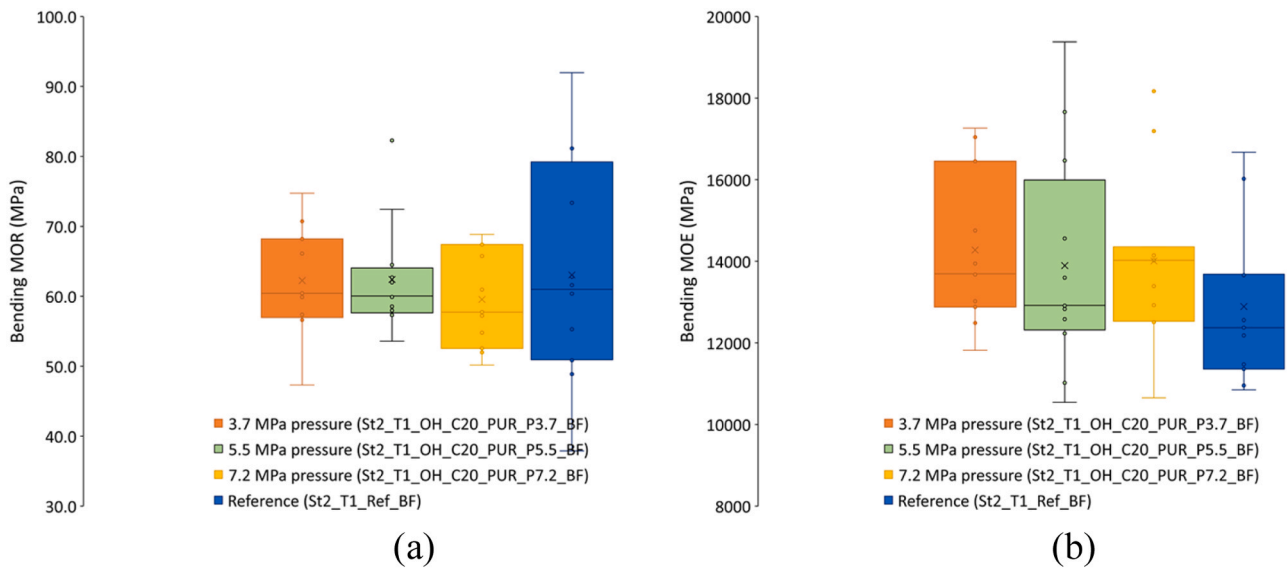 100.0
90.0
80.0
70.0
60.0
50.0
40.0
30.0
Bending MOR (MPa)
3.7 MPa pressure (St2_T1_OH_C20_PUR_P3.7_BF)
5.5 MPa pressure (St2_T1_OH_C20_PUR_P5.5_BF)
7.2 MPa pressure (St2_T1_OH_C20_PUR_P7.2_BF)
Reference (St2_T1_Ref_BF)
(a)
20000
18000
16000
14000
12000
10000
8000
Bending MOE (MPa)
3.7 MPa pressure (St2_T1_OH_C20_PUR_P3.7_BF)
5.5 MPa pressure (St2_T1_OH_C20_PUR_P5.5_BF)
7.2 MPa pressure (St2_T1_OH_C20_PUR_P7.2_BF)
Reference (St2_T1_Ref_BF)
(b)